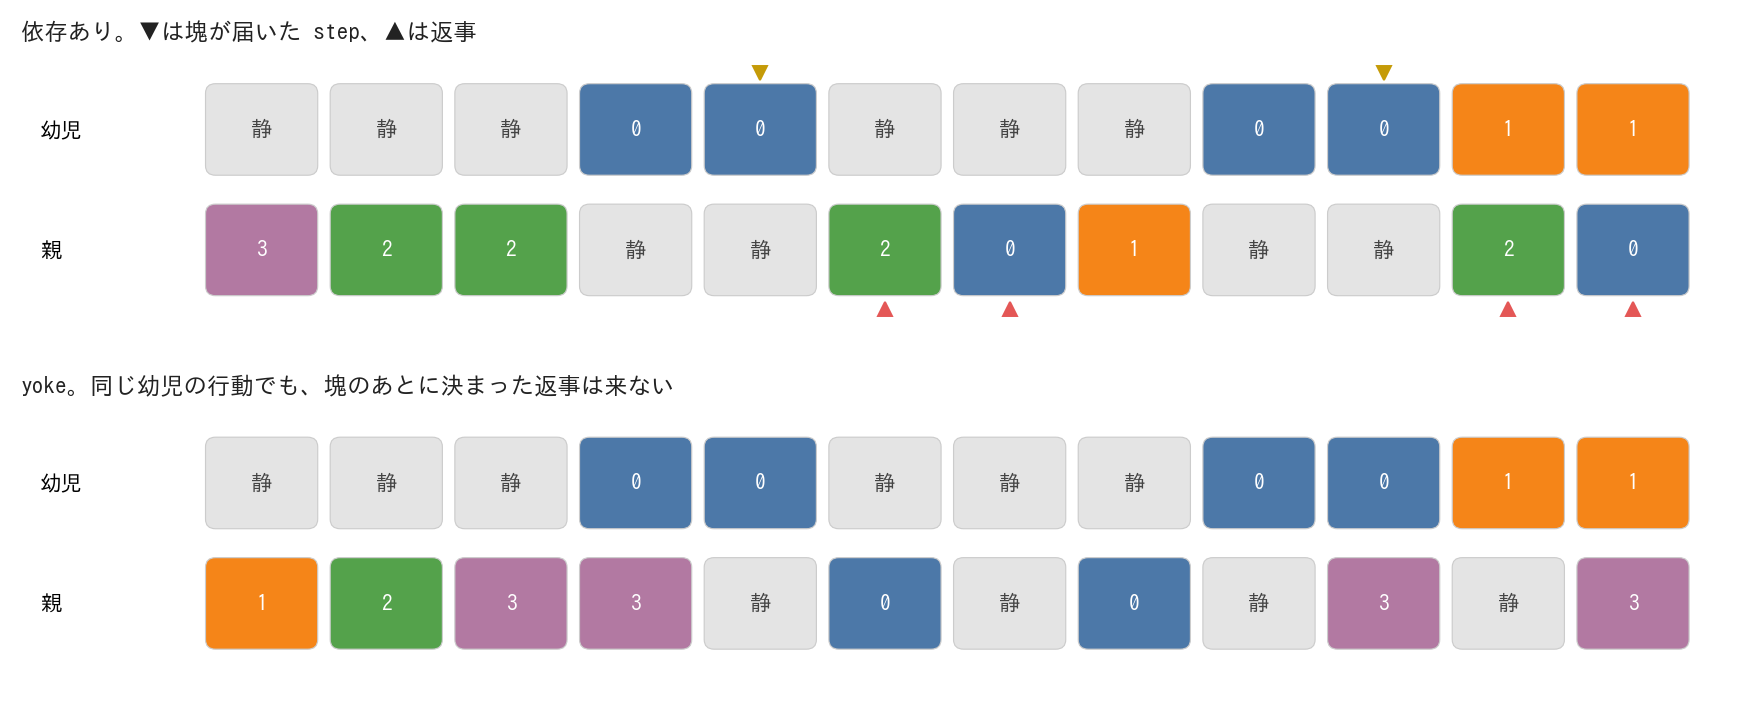 依存あり。▼は塊が届いた step、▲は返事
▼ ▼
幼児 静 静 静 0 0 静 静 静 0 0 1 1
親 3 2 2 静 静 2 0 1 静 静 2 0
▲ ▲ ▲ ▲
yoke。同じ幼児の行動でも、塊のあとに決まった返事は来ない
幼児 静 静 静 0 0 静 静 静 0 0 1 1
親 1 2 3 3 静 0 静 0 静 3 静 3